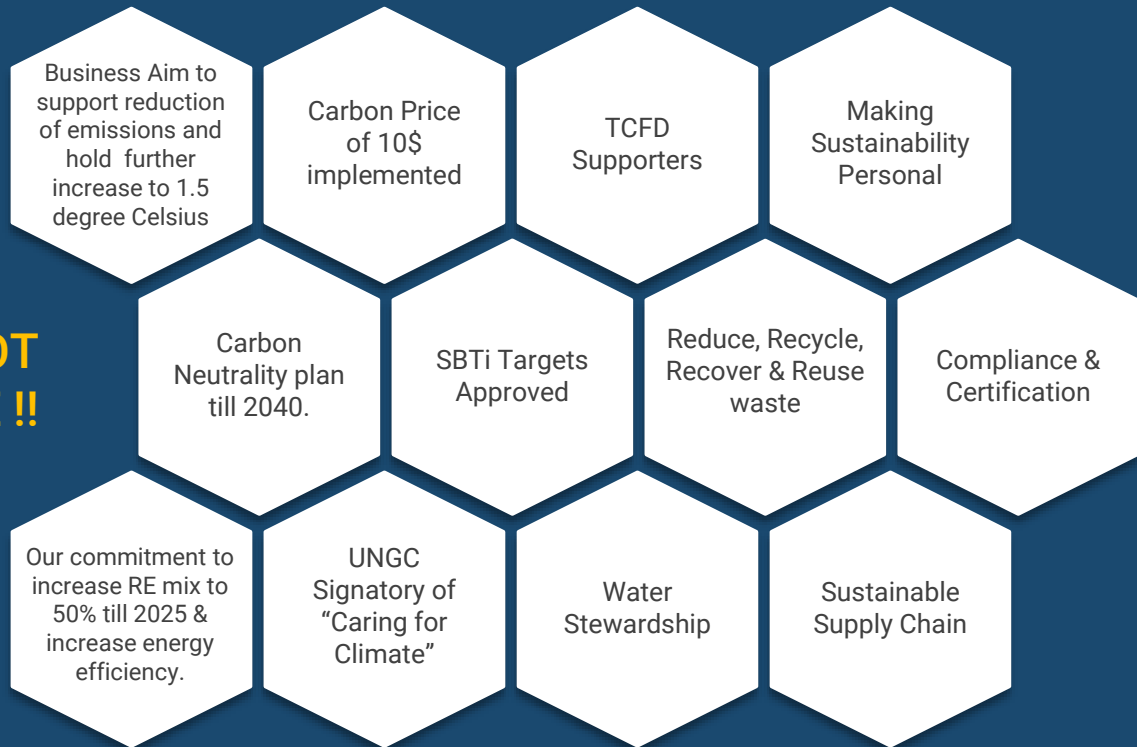 Business Aim to
support reduction
of emissions and
hold further
increase to 1.5
degree Celsius
Carbon Price
of 10$
implemented
TCFD
Supporters
Making
Sustainability
Personal
!!
Carbon
Neutrality plan
till 2040.
SBTi Targets
Approved
Reduce, Recycle,
Recover & Reuse
waste
Compliance &
Certification
Our commitment to
increase RE mix to
50% till 2025 &
increase energy
efficiency.
UNGC
Signatory of
“Caring for
Climate”
Water
Stewardship
Sustainable
Supply Chain